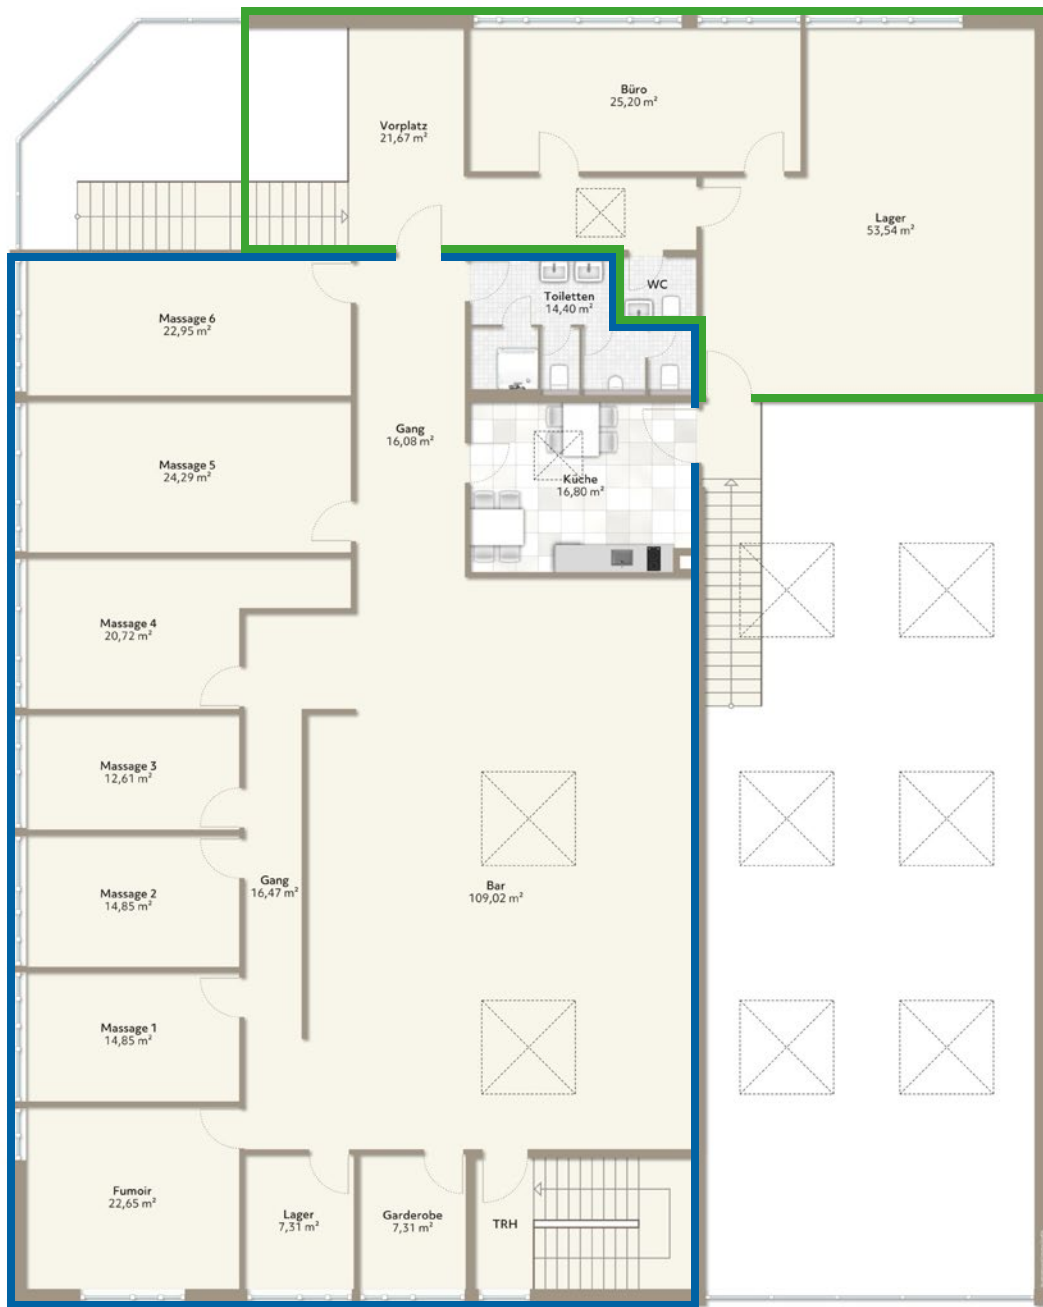 Büro
25,20 m²
Vorplatz
21,67 m²
Lager
53,54 m²
WC
Toiletten
14,40 m²
Massage 6
22,95 m²
Gang
16,08 m²
Massage 5
24,29 m²
Küche
16,80 m²
Massage 4
20,72 m²
Massage 3
12,61 m²
Gang
16,47 m²
Massage 2
14,85 m²
Bar
109,02 m²
Massage 1
14,85 m²
Fumoir
22,65 m²
Lager
7,31 m²
Garderobe
7,31 m²
TRH